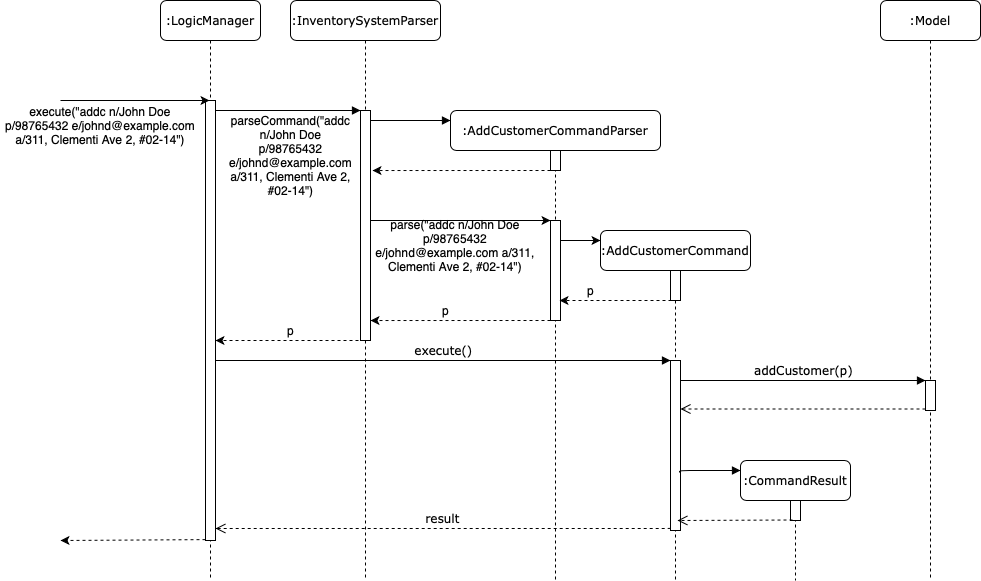 :LogicManager
:InventorySystemParser
:Model
execute("addc n/John Doe
p/98765432 e/johnd@example.com
a/311, Clementi Ave 2, #02-14")
parseCommand("addc
n/John Doe
p/98765432
e/johnd@example.com
a/311, Clementi Ave 2,
#02-14")
:AddCustomerCommandParser
parse("addc n/John Doe
p/98765432
e/johnd@example.com a/311,
Clementi Ave 2, #02-14")
:AddCustomerCommand
p
p
p
execute()
addCustomer(p)
:CommandResult
result